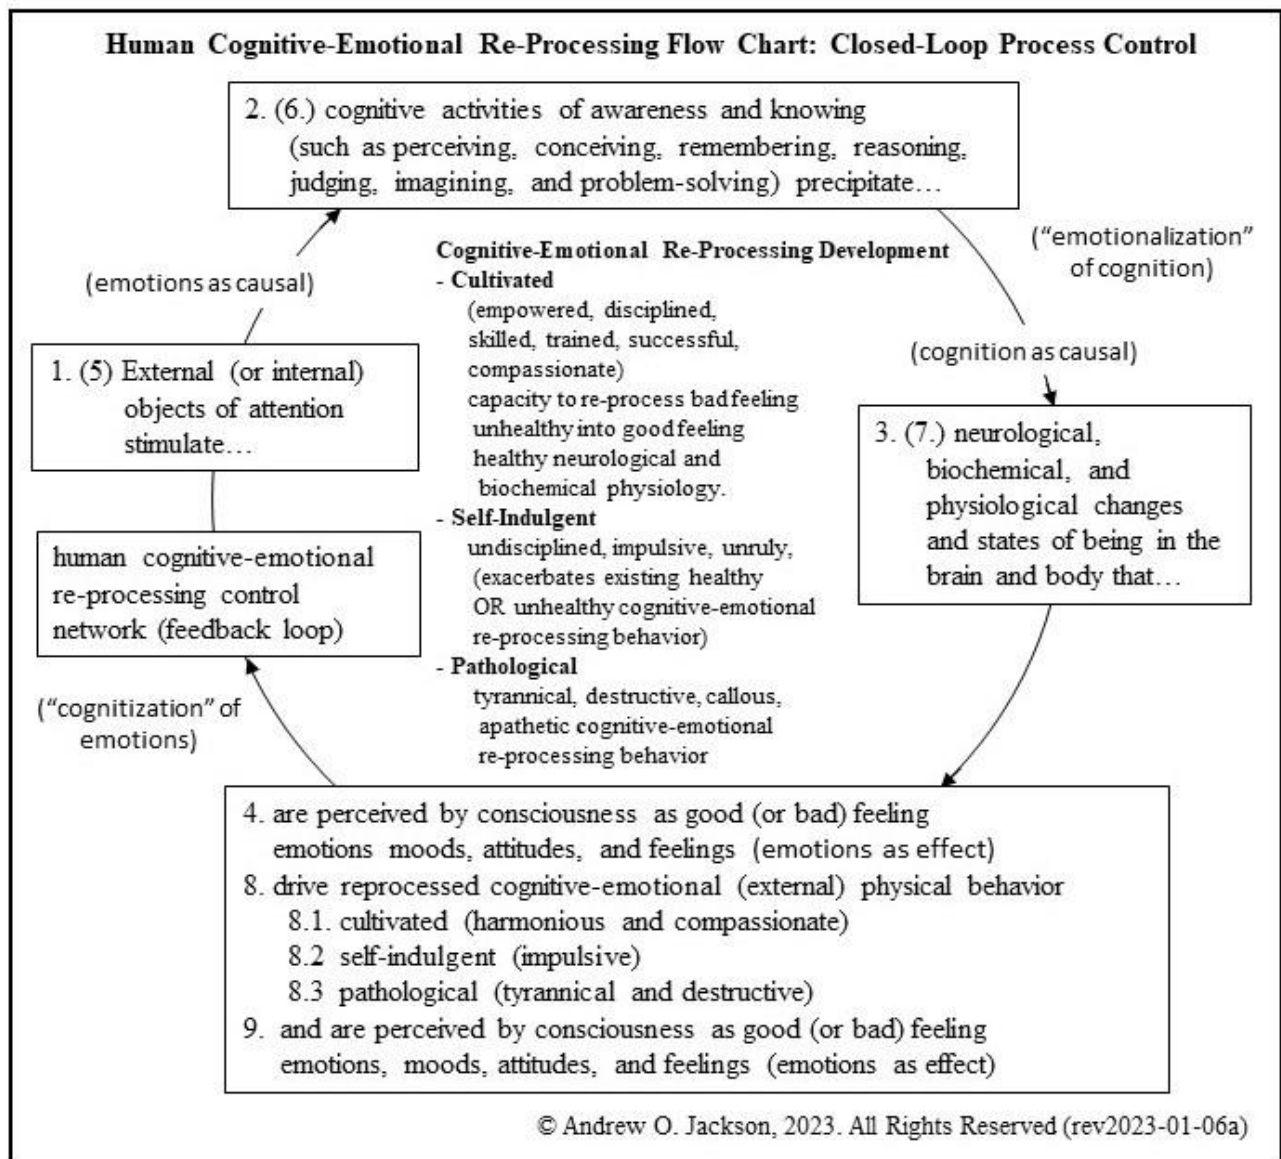 Human Cognitive-Emotional Re-Processing Flow Chart: Closed-Loop Process Control
2. (6.) cognitive activities of awareness and knowing
(such as perceiving, conceiving, remembering, reasoning,
judging, imagining, and problem-solving) precipitate…
(“emotionalization”
of cognition)
(emotions as causal)
(cognition as causal)
Cognitive-Emotional Re-Processing Development
- Cultivated
(empowered, disciplined,
skilled, trained, successful,
compassionate)
capacity to re-process bad feeling
unhealthy into good feeling
healthy neurological and
biochemical physiology.
- Self-Indulgent
undisciplined, impulsive, unruly,
(exacerbates existing healthy
OR unhealthy cognitive-emotional
re-processing behavior)
- Pathological
tyrannical, destructive, callous,
apathetic cognitive-emotional
re-processing behavior
1. (5) External (or internal)
objects of attention
stimulate…
3. (7.) neurological,
biochemical, and
physiological changes
and states of being in the
brain and body that…
human cognitive-emotional
re-processing control
network (feedback loop)
(“cognitization” of
emotions)
4. are perceived by consciousness as good (or bad) feeling
emotions moods, attitudes, and feelings (emotions as effect)
8. drive reprocessed cognitive-emotional (external) physical behavior
8.1. cultivated (harmonious and compassionate)
8.2 self-indulgent (impulsive)
8.3 pathological (tyrannical and destructive)
9. and are perceived by consciousness as good (or bad) feeling
emotions, moods, attitudes, and feelings (emotions as effect)
© Andrew O. Jackson, 2023. All Rights Reserved (rev2023-01-06a)